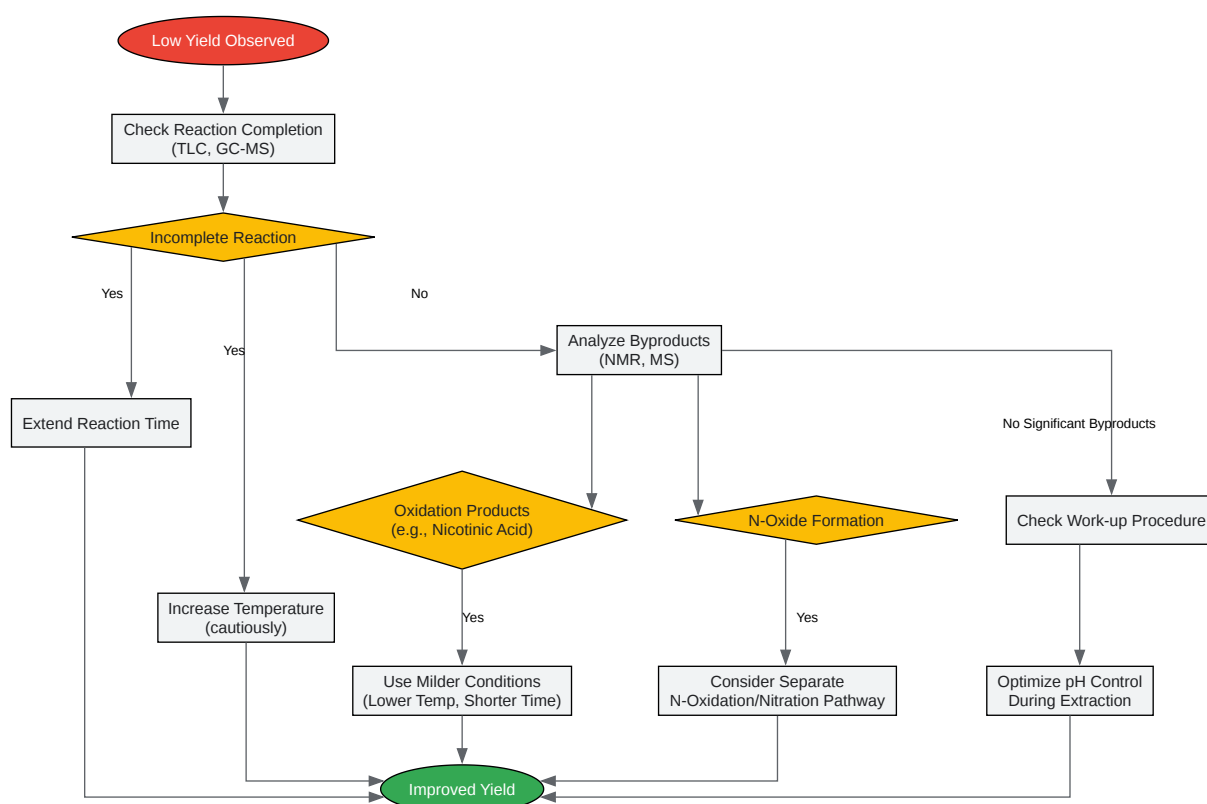 Low Yield Observed
Check Reaction Completion
(TLC, GC-MS)
Incomplete Reaction
Yes
No
Yes
Analyze Byproducts
(NMR, MS)
Extend Reaction Time
No Significant Byproducts
Oxidation Products
(e.g., Nicotinic Acid)
N-Oxide Formation
Check Work-up Procedure
Increase Temperature
(cautiously)
Yes
Yes
Use Milder Conditions
(Lower Temp, Shorter Time)
Consider Separate
N-Oxidation/Nitration Pathway
Optimize pH Control
During Extraction
Improved Yield